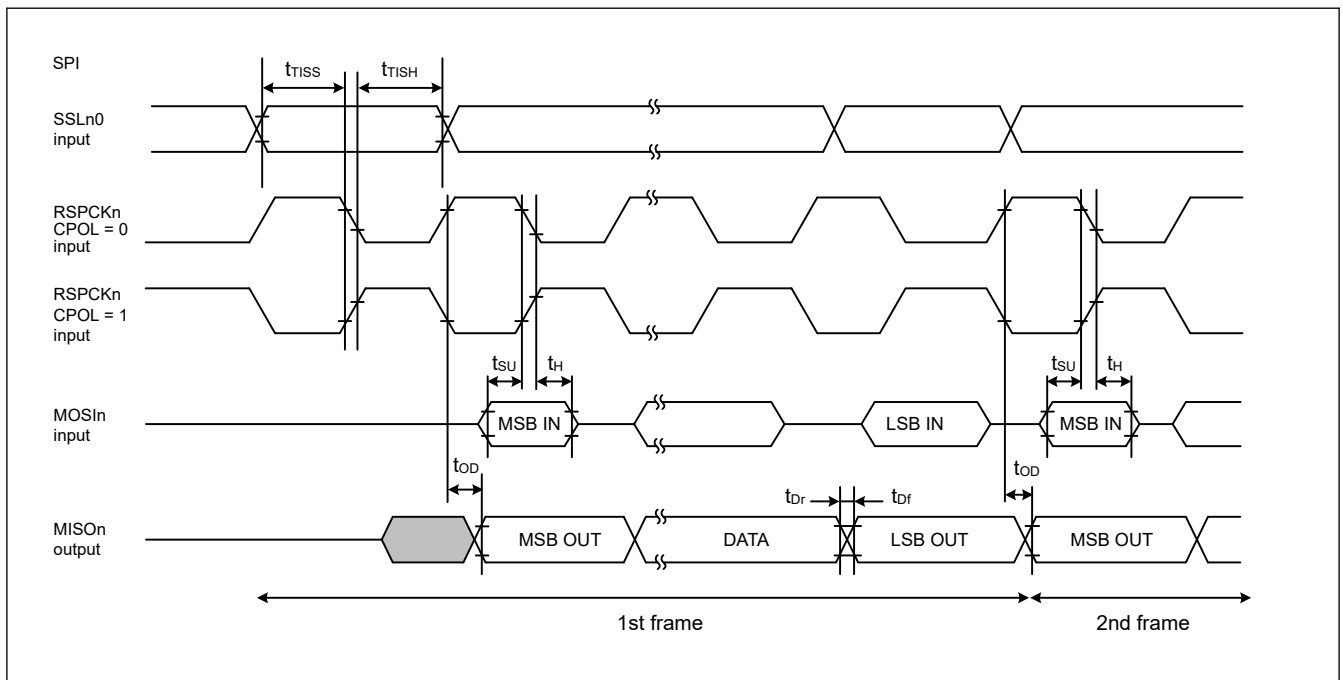 SPI
tTISS tTISH
SSLn0
input
RSPCKn
CPOL = 0
input
RSPCKn
CPOL = 1
input
tSU tH tSU tH
MOSIn
input
MSB IN LSB IN MSB IN
tOD tDr tDf tOD
MISOn
output
MSB OUT DATA LSB OUT MSB OUT
1st frame 2nd frame